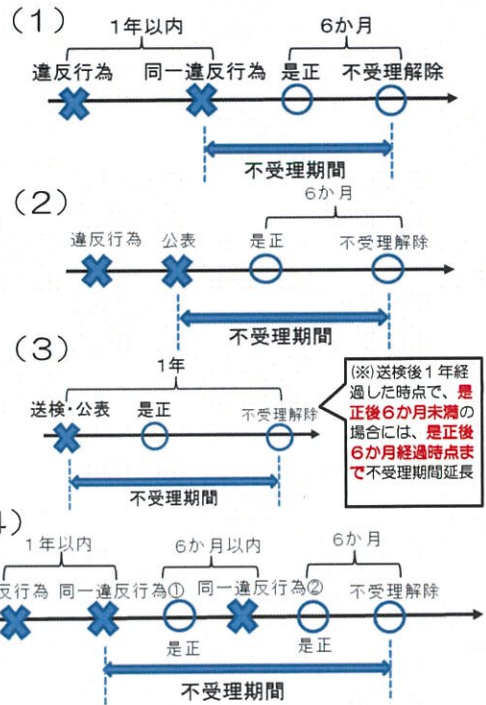 (1)
1年以内 6か月
違反行為 同一違反行為 是正 不受理解除
不受理期間
(2)
6か月
違反行為 公表 是正 不受理解除
不受理期間
(3)
1年
送検・公表 是正 不受理解除
不受理期間
(※)送検後1年経
過した時点で、是
正後6か月未満の
場合には、是正後
6か月経過時点ま
で不受理期間延長
4)
1年以内 6か月以内 6か月
反行為 同一違反行為① 同一違反行為② 不受理解除
是正 是正
不受理期間